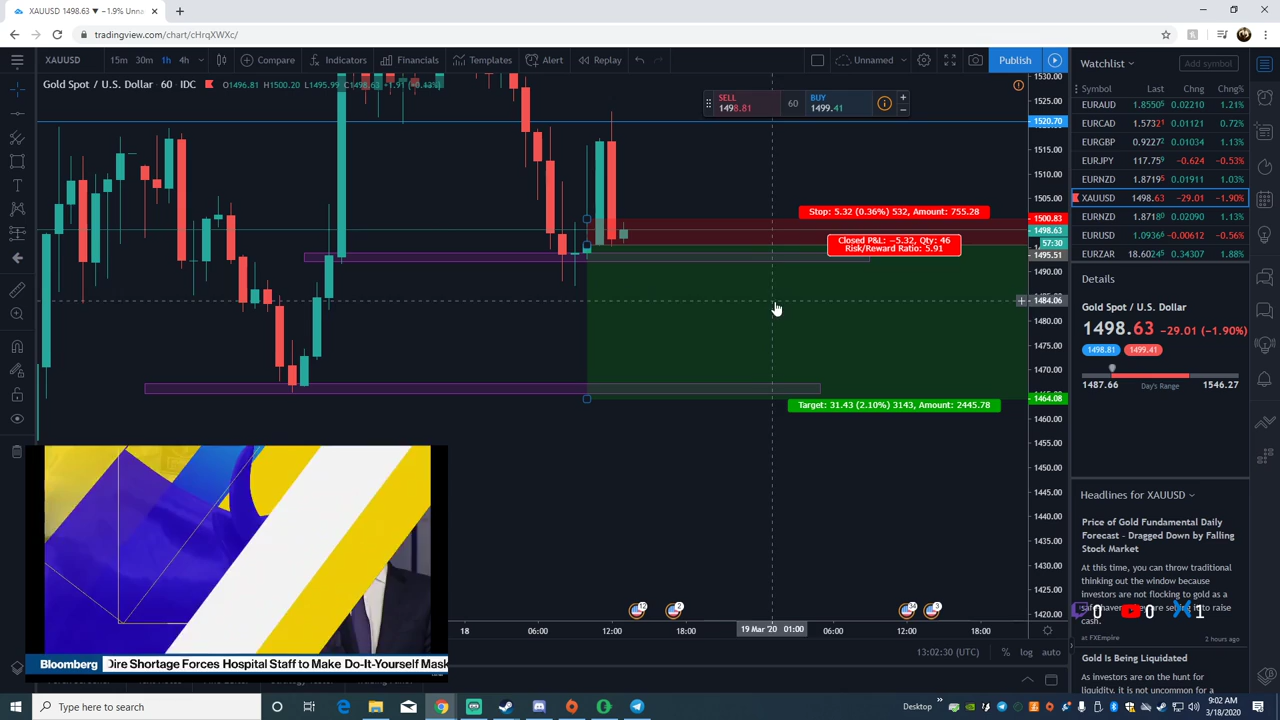 XAUUSD 1498.63 ▼ −1.9% Unna
tradingview.com/chart/cHrqXWXc/
XAUUSD 15m 30m 1h 4h Compare Indicators Financials Templates Alert Replay Unnamed Publish
Gold Spot / U.S. Dollar · 60 · IDC
SELL
1498.81
60
BUY
1499.41
1530.00
1525.00
1520.70
1515.00
1510.00
1505.00
1500.83
1498.63
57:30
1495.51
1490.00
1484.06
1480.00
1475.00
1470.00
1464.08
1460.00
1455.00
1450.00
1445.00
1440.00
1435.00
1430.00
1425.00
1420.00
Stop: 5.32 (0.36%) 532, Amount: 755.28
Closed P&L: −5.32, Qty: 46
Risk/Reward Ratio: 5.91
Target: 31.43 (2.10%) 3143, Amount: 2445.78
18 06:00 12:00 18:00 19 Mar '20 01:00 06:00 12:00 18:00
13:02:30 (UTC) % log auto
Watchlist
Add symbol
Symbol Last Chng Chng%
EURAUD 1.85505 0.02210 1.21%
EURCAD 1.57321 0.01121 0.72%
EURGBP 0.92272 0.01034 1.13%
EURJPY 117.759 −0.624 −0.53%
EURNZD 1.87195 0.01911 1.03%
XAUUSD 1498.63 −29.01 −1.90%
EURNZD 1.87180 0.02090 1.13%
EURUSD 1.09366 −0.00612 −0.56%
EURZAR 18.60245 0.34307 1.88%
Details
Gold Spot / U.S. Dollar
1498.63 −29.01 (−1.90%)
1498.81 1499.41
1487.66 Day's Range 1546.27
Headlines for XAUUSD
Price of Gold Fundamental Daily
Forecast - Dragged Down by Falling
Stock Market
At this time, you can throw traditional
thinking out the window because
investors are not flocking to gold as a
cash.
at FXEmpire 2 hours ago
0 0 1
Gold Is Being Liquidated
As investors are on the hunt for
liquidity, it is not uncommon for a
Bloomberg Dire Shortage Forces Hospital Staff to Make Do-It-Yourself Mask
Type here to search
Desktop
9:02 AM
3/18/2020